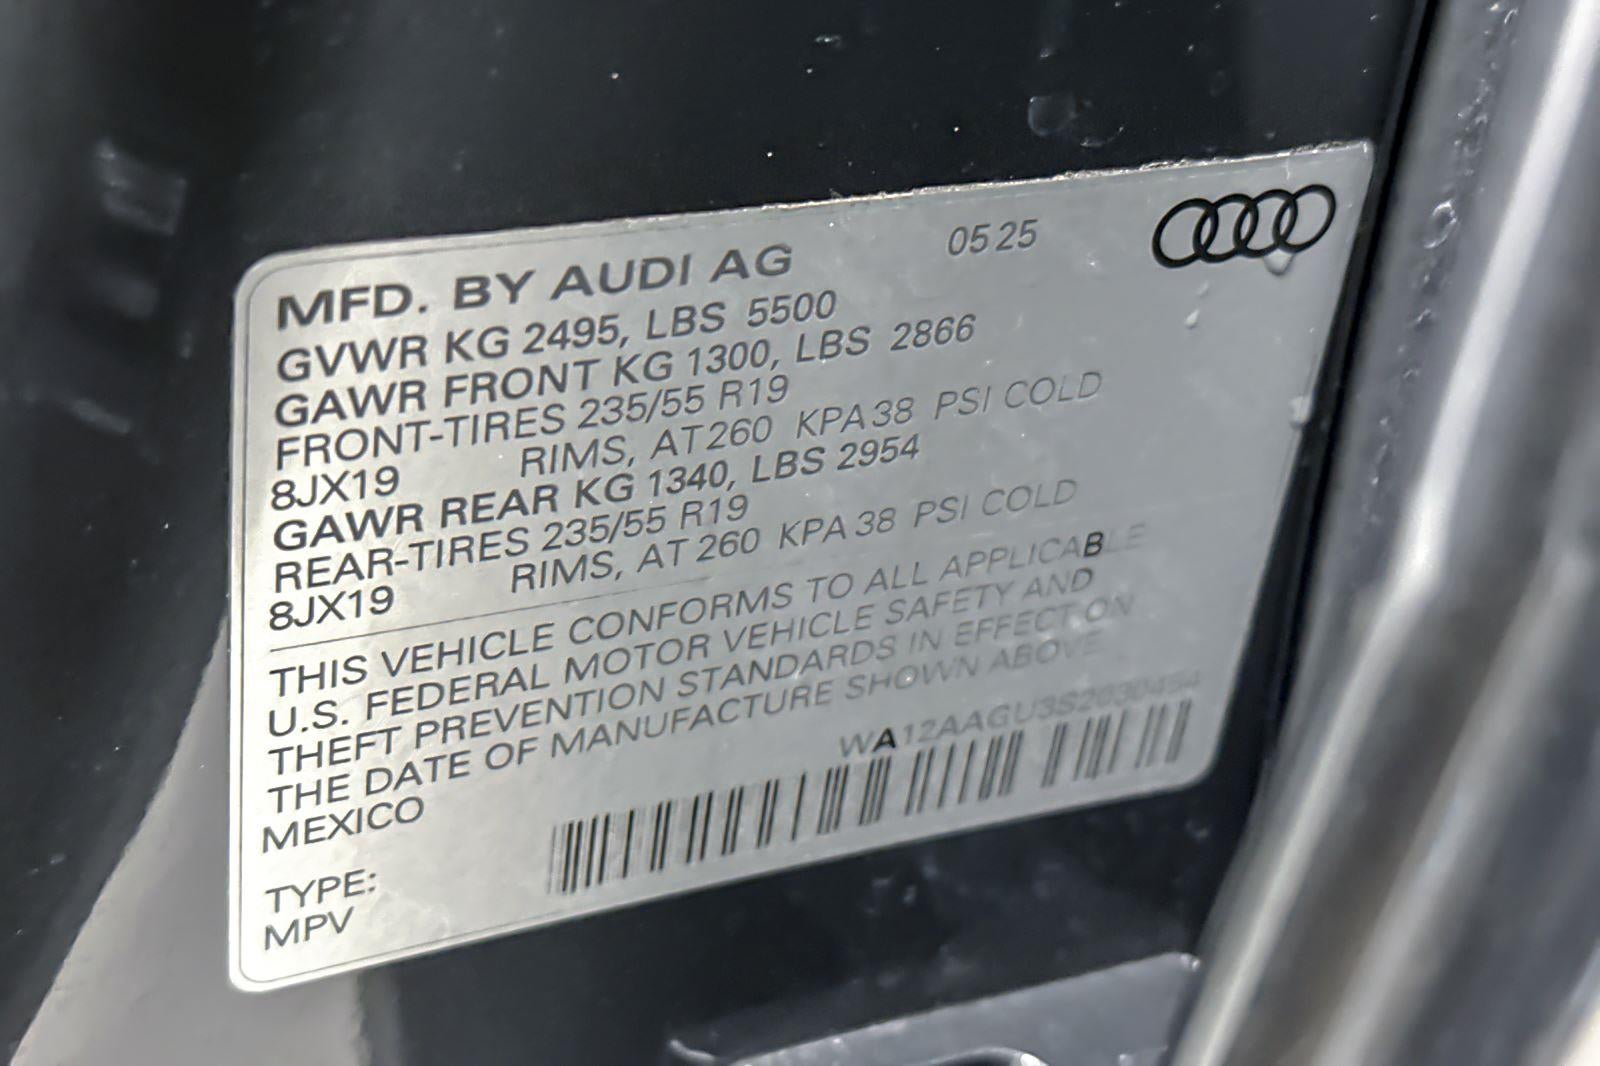 MFD. BY AUDI AG 05 25
GVWR KG 2495, LBS 5500
GAWR FRONT KG 1300, LBS 2866
FRONT-TIRES 235/55 R19
8JX19 RIMS, AT 260 KPA 38 PSI COLD
GAWR REAR KG 1340, LBS 2954
REAR-TIRES 235/55 R19
8JX19 RIMS, AT 260 KPA 38 PSI COLD
THIS VEHICLE CONFORMS TO ALL APPLICABLE
U.S. FEDERAL MOTOR VEHICLE SAFETY AND
THEFT PREVENTION STANDARDS IN EFFECT ON
THE DATE OF MANUFACTURE SHOWN ABOVE
MEXICO WA12AAGU3S2030454
TYPE:
MPV